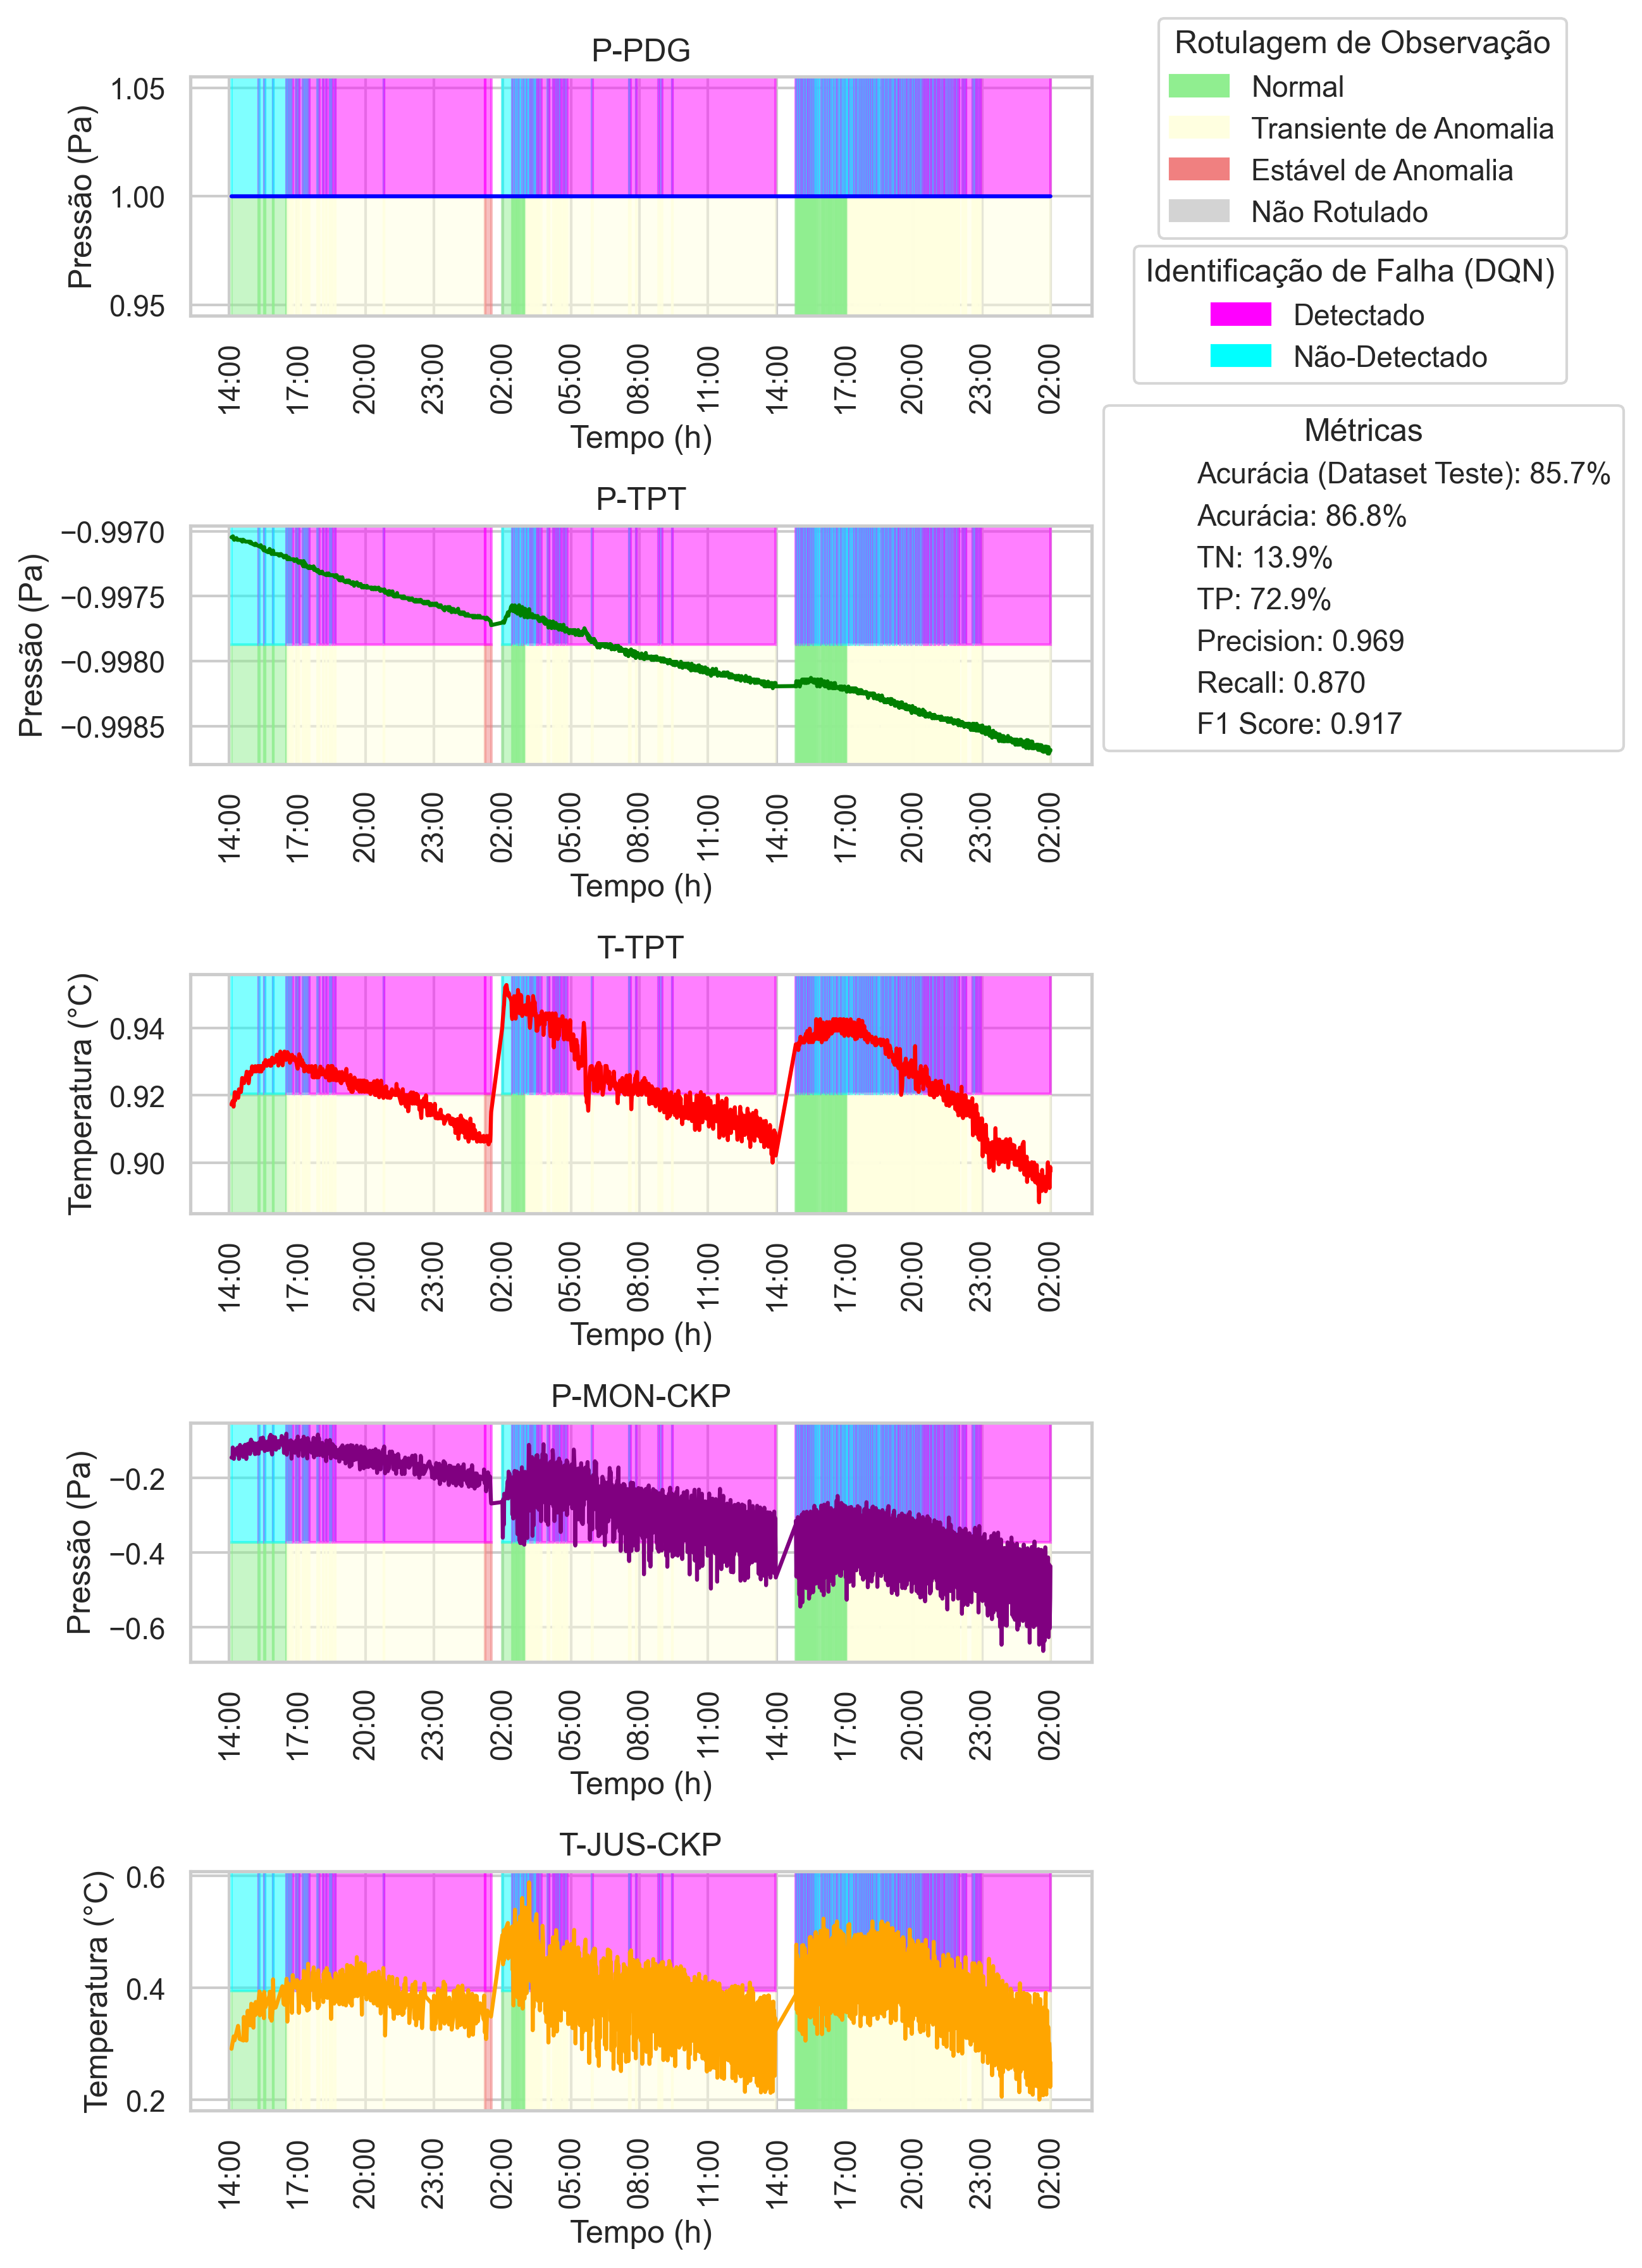 P-PDG
Pressão (Pa)
1.05
1.00
0.95
14:00 17:00 20:00 23:00 02:00 05:00 08:00 11:00 14:00 17:00 20:00 23:00 02:00
Tempo (h)
Rotulagem de Observação
Normal
Transiente de Anomalia
Estável de Anomalia
Não Rotulado
Identificação de Falha (DQN)
Detectado
Não-Detectado
Métricas
Acurácia (Dataset Teste): 85.7%
Acurácia: 86.8%
TN: 13.9%
TP: 72.9%
Precision: 0.969
Recall: 0.870
F1 Score: 0.917
P-TPT
Pressão (Pa)
−0.9970
−0.9975
−0.9980
−0.9985
14:00 17:00 20:00 23:00 02:00 05:00 08:00 11:00 14:00 17:00 20:00 23:00 02:00
Tempo (h)
T-TPT
Temperatura (°C)
0.94
0.92
0.90
14:00 17:00 20:00 23:00 02:00 05:00 08:00 11:00 14:00 17:00 20:00 23:00 02:00
Tempo (h)
P-MON-CKP
Pressão (Pa)
−0.2
−0.4
−0.6
14:00 17:00 20:00 23:00 02:00 05:00 08:00 11:00 14:00 17:00 20:00 23:00 02:00
Tempo (h)
T-JUS-CKP
Temperatura (°C)
0.6
0.4
0.2
14:00 17:00 20:00 23:00 02:00 05:00 08:00 11:00 14:00 17:00 20:00 23:00 02:00
Tempo (h)